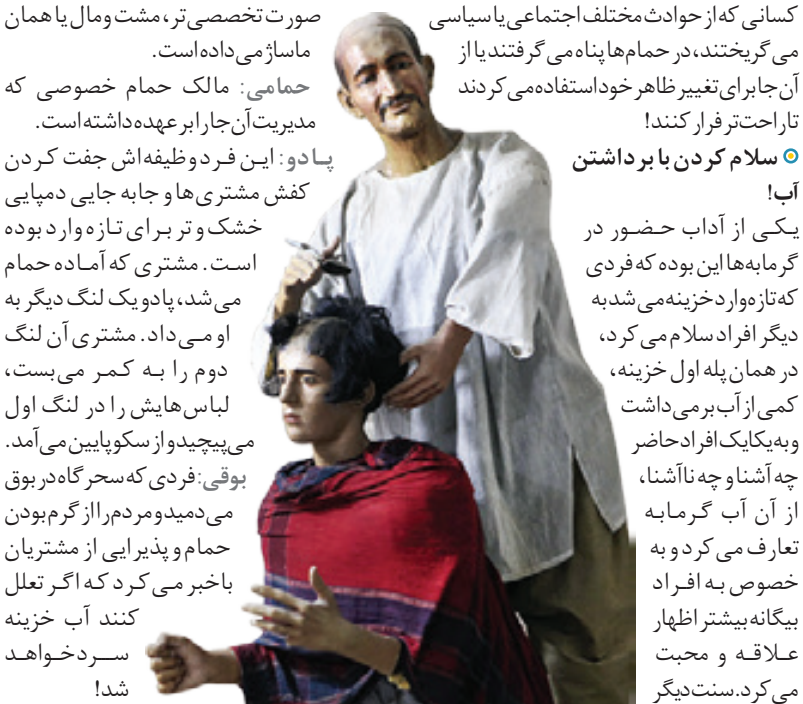 کسانی که از حوادث مختلف اجتماعی یا سیاسی
می گریختند، در حمام‌ها پناه می گرفتند یا از
آن جا برای تغییر ظاهر خود استفاده می کردند
تا راحت‌تر فرار کنند!
سلام کردن با برداشتن
آب!
یکی از آداب حضور در
گرمابه‌ها این بوده که فردی
که تازه وارد خزینه می شد به
دیگر افراد سلام می کرد،
در همان پله اول خزینه،
کمی از آب برمی داشت
و به یکایک افراد حاضر
چه آشنا و چه ناآشنا،
از آن آب گرمابه
تعارف می کرد و به
خصوص به افراد
بیگانه بیشتر اظهار
علاقه و محبت
می کرد. سنت دیگر
صورت تخصصی‌تر، مشت و مال یا همان
ماساژ می داده است.
حمامی: مالک حمام خصوصی که
مدیریت آن جا را بر عهده داشته است.
پادو: این فرد وظیفه‌اش جفت کردن
کفش مشتری‌ها و جابه جایی دمپایی
خشک و تر برای تازه وارد بوده
است. مشتری که آماده حمام
می شد، پادو یک لنگ دیگر به
او می داد. مشتری آن لنگ
دوم را به کمر می بست،
لباس‌هایش را در لنگ اول
می پیچید و از سکو پایین می آمد.
بوقی: فردی که سحرگاه در بوق
می دمید و مردم را از گرم بودن
حمام و پذیرایی از مشتریان
باخبر می کرد که اگر تعلل
کنند آب خزینه
سرد خواهد
شد!